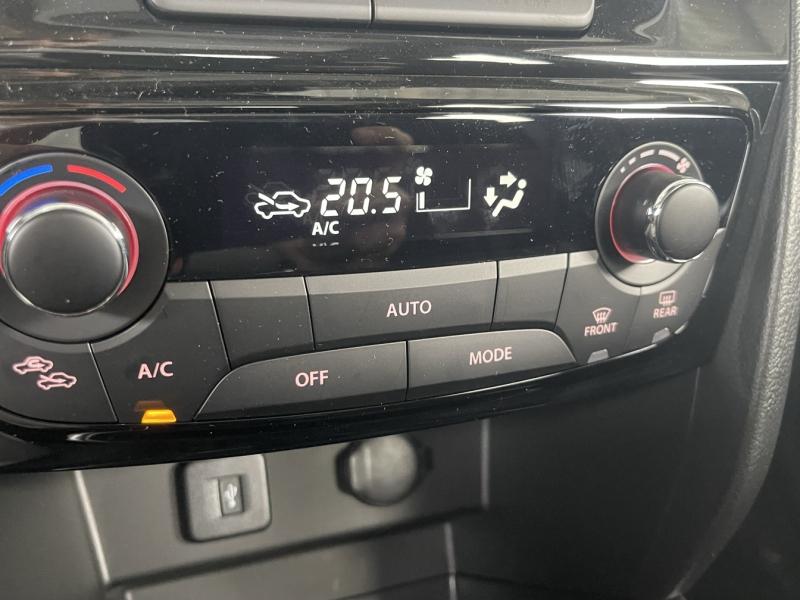 20.5
A/C
AUTO
FRONT
REAR
A/C
OFF
MODE